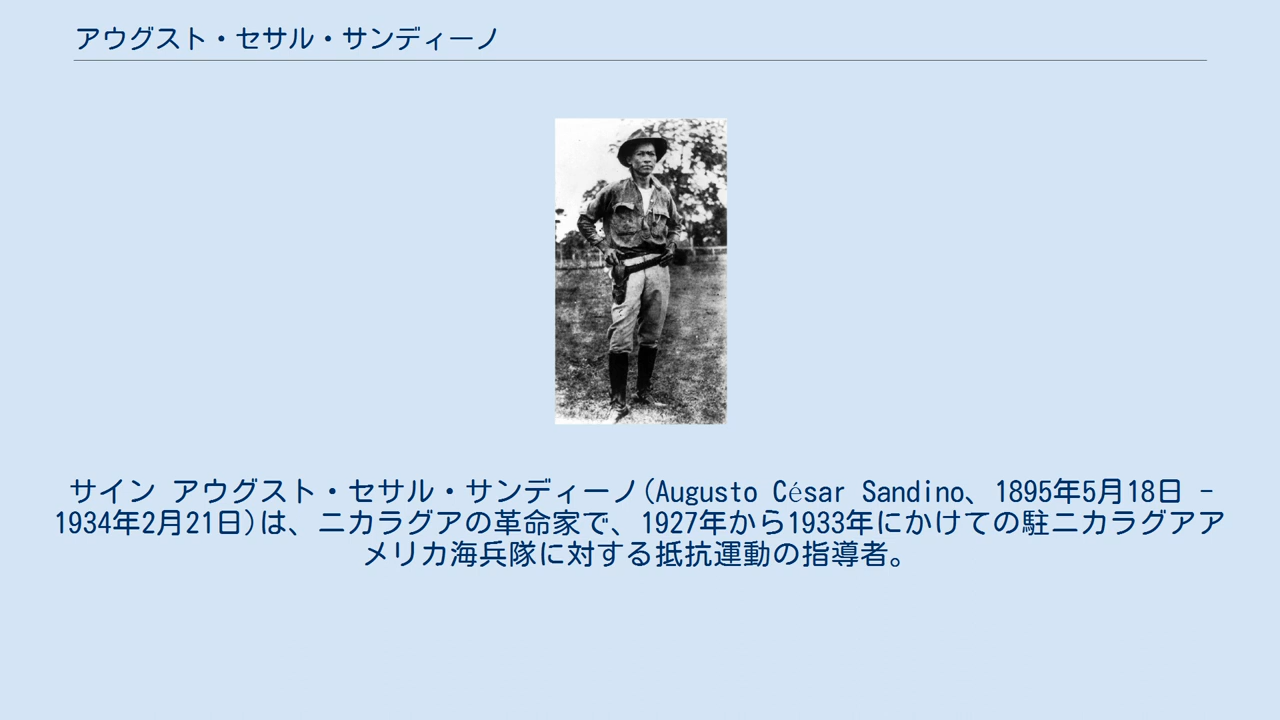 アウグスト・セサル・サンディーノ
サイン アウグスト・セサル・サンディーノ(Augusto César Sandino、1895年5月18日 -
1934年2月21日)は、ニカラグアの革命家で、1927年から1933年にかけての駐ニカラグアア
メリカ海兵隊に対する抵抗運動の指導者。